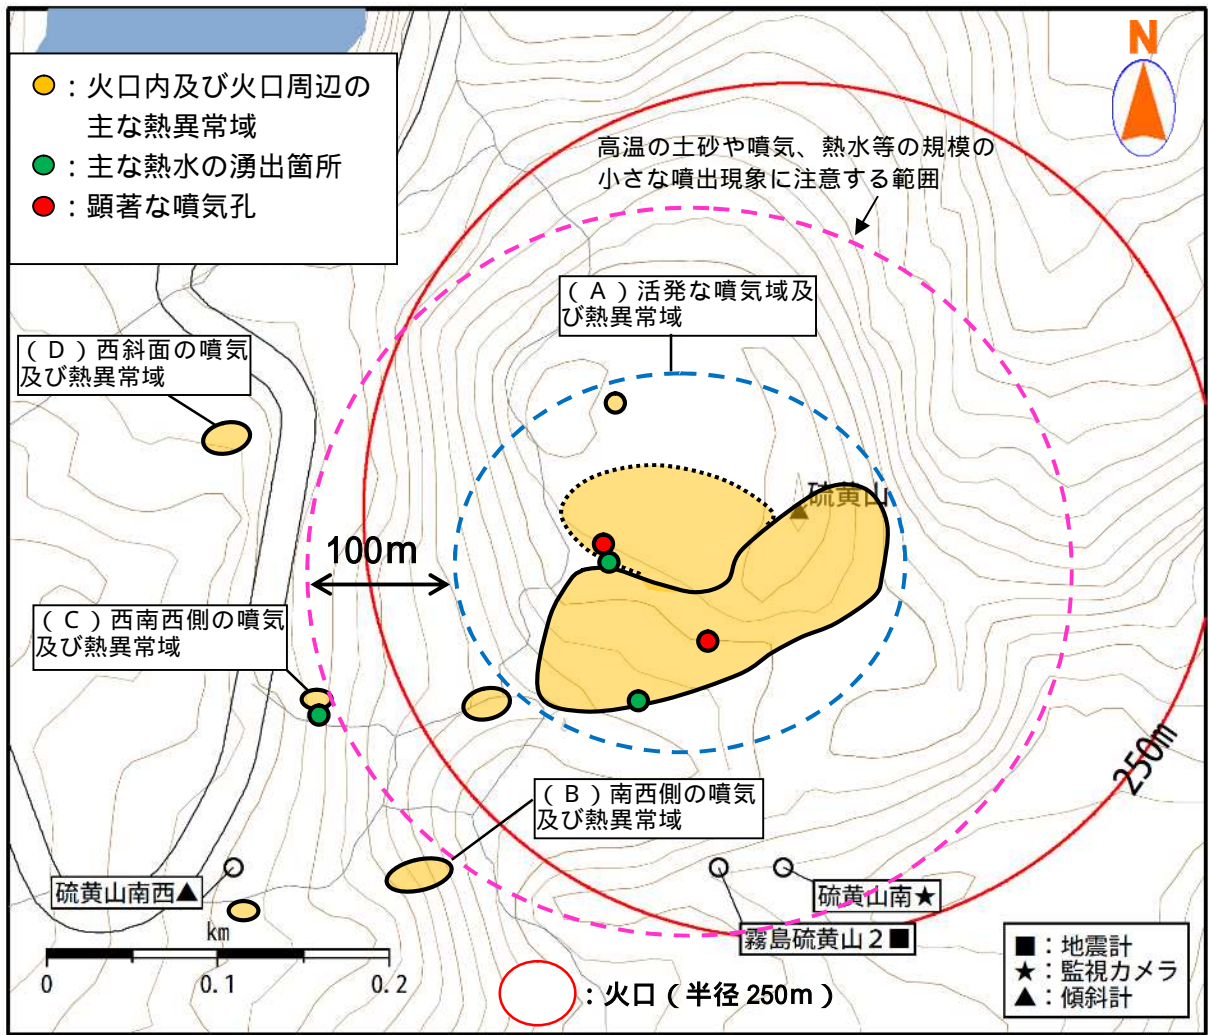 N
：火口内及び火口周辺の
主な熱異常域
：主な熱水の湧出箇所
：顕著な噴気孔
高温の土砂や噴気、熱水等の規模の
小さな噴出現象に注意する範囲
（A）活発な噴気域及
び熱異常域
（D）西斜面の噴気
及び熱異常域
硫黄山
100m
（C）西南西側の噴気
及び熱異常域
250m
（B）南西側の噴気
及び熱異常域
硫黄山南西▲
硫黄山南★
霧島硫黄山２■
km
0 0.1 0.2
：火口（半径250m）
■：地震計
★：監視カメラ
▲：傾斜計